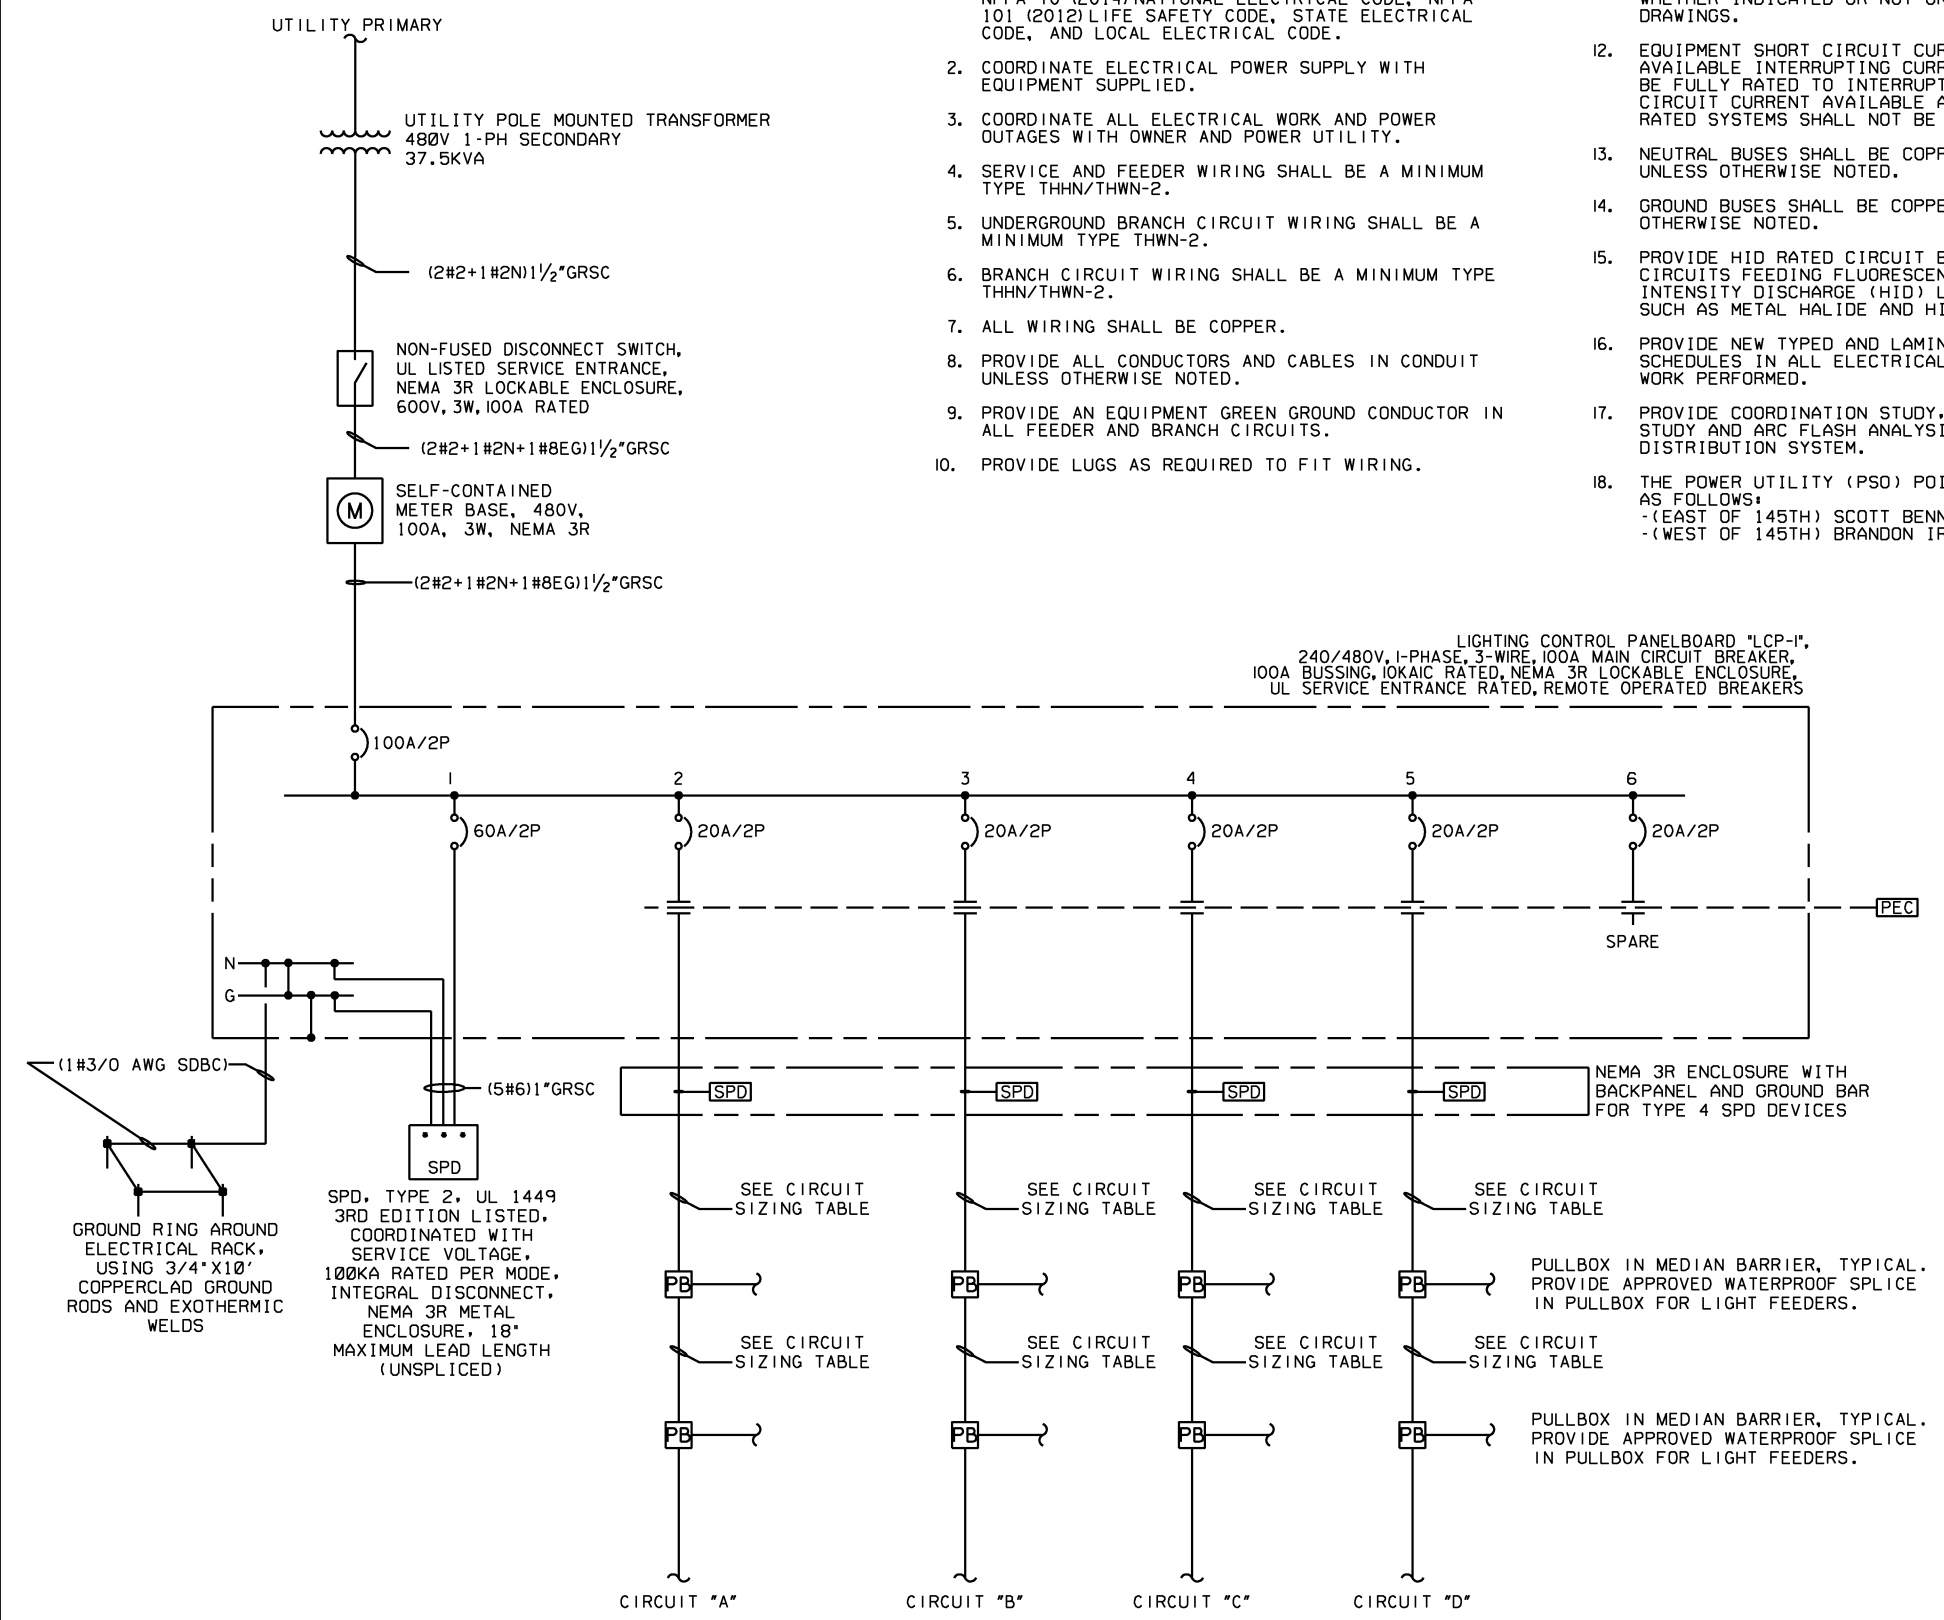 UTILITY PRIMARY
UTILITY POLE MOUNTED TRANSFORMER
480V 1-PH SECONDARY
37.5KVA
(2#2+1#2N)1½"GRSC
NON-FUSED DISCONNECT SWITCH,
UL LISTED SERVICE ENTRANCE,
NEMA 3R LOCKABLE ENCLOSURE,
600V, 3W, 100A RATED
(2#2+1#2N+1#8EG)1½"GRSC
M
SELF-CONTAINED
METER BASE, 480V,
100A, 3W, NEMA 3R
(2#2+1#2N+1#8EG)1½"GRSC
101 (2012) LIFE SAFETY CODE, STATE ELECTRICAL
CODE, AND LOCAL ELECTRICAL CODE.
2. COORDINATE ELECTRICAL POWER SUPPLY WITH
EQUIPMENT SUPPLIED.
3. COORDINATE ALL ELECTRICAL WORK AND POWER
OUTAGES WITH OWNER AND POWER UTILITY.
4. SERVICE AND FEEDER WIRING SHALL BE A MINIMUM
TYPE THHN/THWN-2.
5. UNDERGROUND BRANCH CIRCUIT WIRING SHALL BE A
MINIMUM TYPE THWN-2.
6. BRANCH CIRCUIT WIRING SHALL BE A MINIMUM TYPE
THHN/THWN-2.
7. ALL WIRING SHALL BE COPPER.
8. PROVIDE ALL CONDUCTORS AND CABLES IN CONDUIT
UNLESS OTHERWISE NOTED.
9. PROVIDE AN EQUIPMENT GREEN GROUND CONDUCTOR IN
ALL FEEDER AND BRANCH CIRCUITS.
10. PROVIDE LUGS AS REQUIRED TO FIT WIRING.
DRAWINGS.
12. EQUIPMENT SHORT CIRCUIT CUR
AVAILABLE INTERRUPTING CURR
BE FULLY RATED TO INTERRUPT
CIRCUIT CURRENT AVAILABLE A
RATED SYSTEMS SHALL NOT BE
13. NEUTRAL BUSES SHALL BE COPP
UNLESS OTHERWISE NOTED.
14. GROUND BUSES SHALL BE COPPE
OTHERWISE NOTED.
15. PROVIDE HID RATED CIRCUIT B
CIRCUITS FEEDING FLUORESCEN
INTENSITY DISCHARGE (HID) L
SUCH AS METAL HALIDE AND HI
16. PROVIDE NEW TYPED AND LAMIN
SCHEDULES IN ALL ELECTRICAL
WORK PERFORMED.
17. PROVIDE COORDINATION STUDY,
STUDY AND ARC FLASH ANALYSI
DISTRIBUTION SYSTEM.
18. THE POWER UTILITY (PSO) POI
AS FOLLOWS:
-(EAST OF 145TH) SCOTT BENN
-(WEST OF 145TH) BRANDON IR
LIGHTING CONTROL PANELBOARD "LCP-1",
240/480V, 1-PHASE, 3-WIRE, 100A MAIN CIRCUIT BREAKER,
100A BUSSING, 10KAIC RATED, NEMA 3R LOCKABLE ENCLOSURE,
UL SERVICE ENTRANCE RATED, REMOTE OPERATED BREAKERS
100A/2P
1 2 3 4 5 6
60A/2P 20A/2P 20A/2P 20A/2P 20A/2P 20A/2P
PEC
SPARE
N
G
(1#3/0 AWG SDBC)
(5#6)1"GRSC
SPD SPD SPD SPD
NEMA 3R ENCLOSURE WITH
BACKPANEL AND GROUND BAR
FOR TYPE 4 SPD DEVICES
SPD
GROUND RING AROUND
ELECTRICAL RACK,
USING 3/4"X10'
COPPERCLAD GROUND
RODS AND EXOTHERMIC
WELDS
SPD, TYPE 2, UL 1449
3RD EDITION LISTED,
COORDINATED WITH
SERVICE VOLTAGE,
100KA RATED PER MODE,
INTEGRAL DISCONNECT,
NEMA 3R METAL
ENCLOSURE, 18"
MAXIMUM LEAD LENGTH
(UNSPLICED)
SEE CIRCUIT SEE CIRCUIT SEE CIRCUIT SEE CIRCUIT
SIZING TABLE SIZING TABLE SIZING TABLE SIZING TABLE
PB PB PB PB
PULLBOX IN MEDIAN BARRIER, TYPICAL.
PROVIDE APPROVED WATERPROOF SPLICE
IN PULLBOX FOR LIGHT FEEDERS.
SEE CIRCUIT SEE CIRCUIT SEE CIRCUIT SEE CIRCUIT
SIZING TABLE SIZING TABLE SIZING TABLE SIZING TABLE
PB PB PB PB
PULLBOX IN MEDIAN BARRIER, TYPICAL.
PROVIDE APPROVED WATERPROOF SPLICE
IN PULLBOX FOR LIGHT FEEDERS.
CIRCUIT "A" CIRCUIT "B" CIRCUIT "C" CIRCUIT "D"